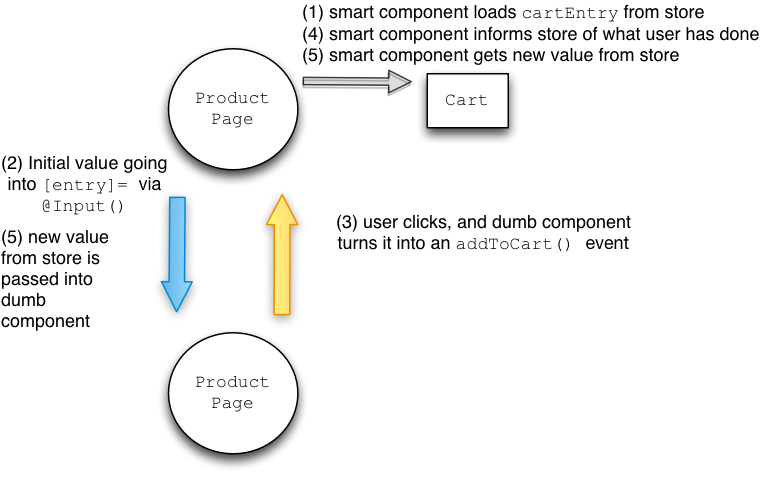 (1) smart component loads cartEntry from store
(4) smart component informs store of what user has done
(5) smart component gets new value from store
Product
Page
Cart
(2) Initial value going
into [entry]= via
@Input()
(5) new value
from store is
passed into
dumb
component
(3) user clicks, and dumb component
turns it into an addToCart() event
Product
Page